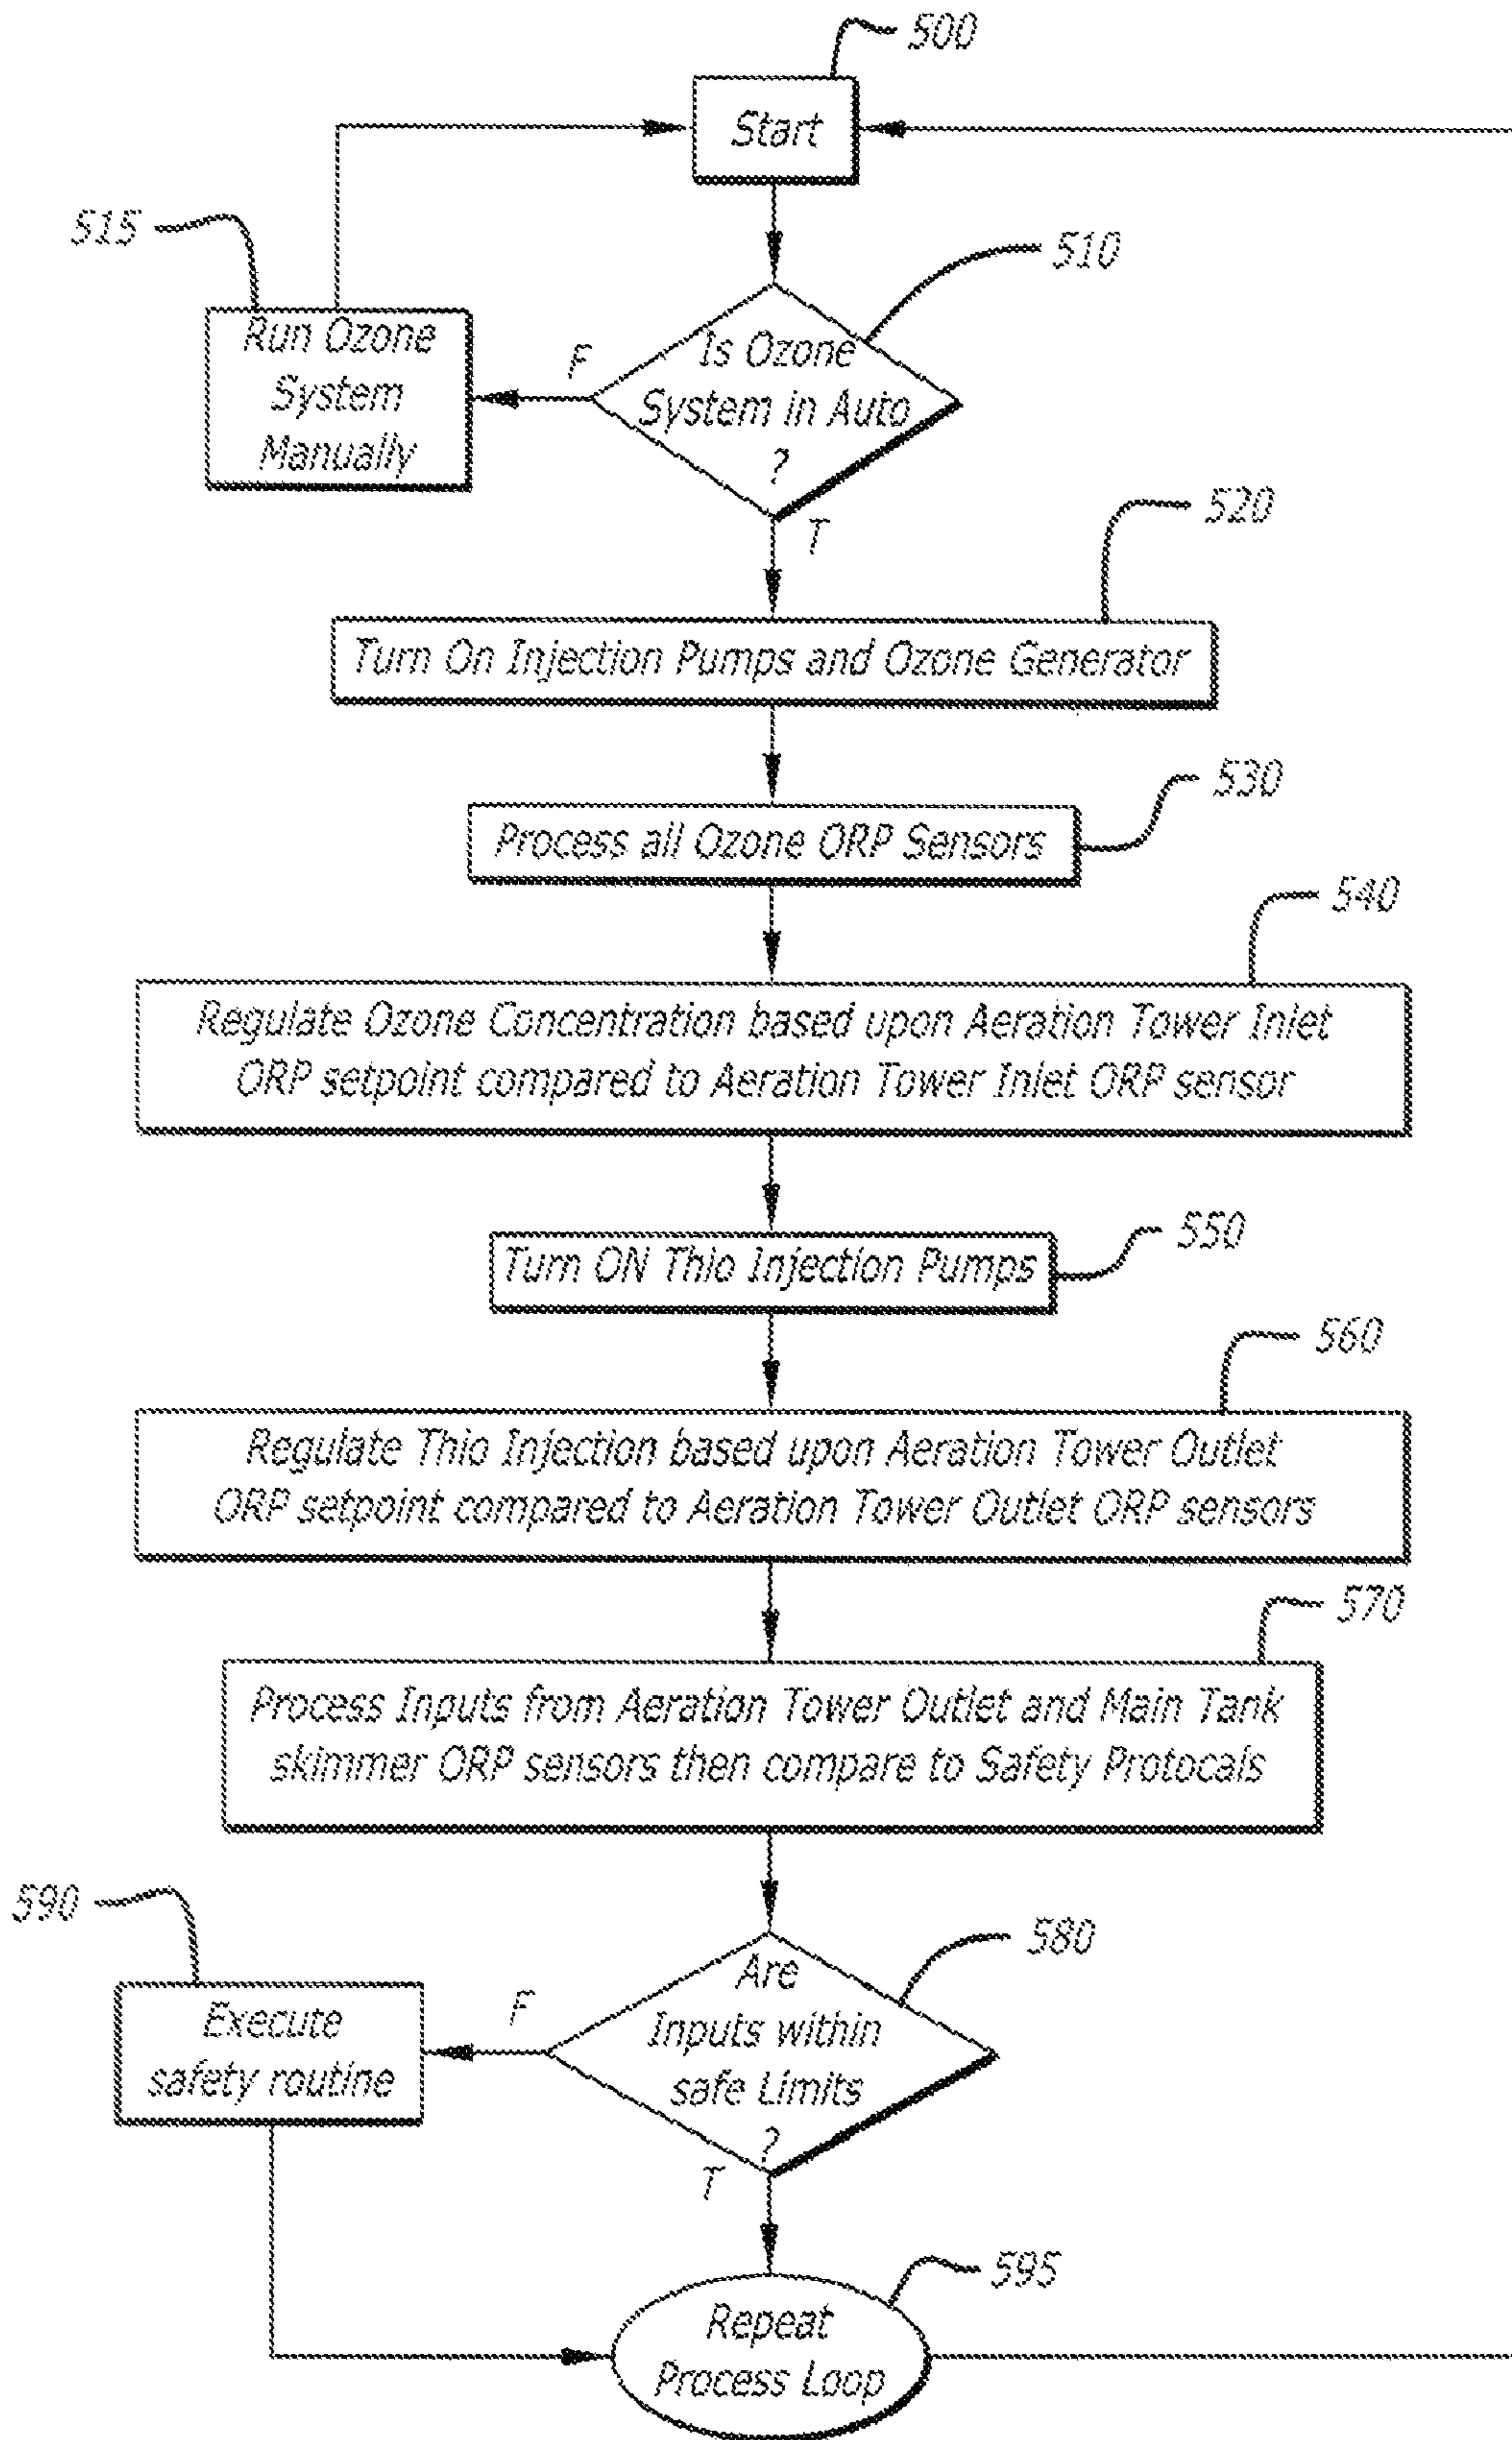 500
Start
515
510
Run Ozone
System
Manually
F
Is Ozone
System in Auto
?
T
520
Turn On Injection Pumps and Ozone Generator
530
Process all Ozone ORP Sensors
540
Regulate Ozone Concentration based upon Aeration Tower Inlet
ORP setpoint compared to Aeration Tower Inlet ORP sensor
550
Turn ON Thio Injection Pumps
560
Regulate Thio Injection based upon Aeration Tower Outlet
ORP setpoint compared to Aeration Tower Outlet ORP sensors
570
Process Inputs from Aeration Tower Outlet and Main Tank
skimmer ORP sensors then compare to Safety Protocals
590
580
Execute
safety routine
F
Are
Inputs within
safe Limits
?
T
595
Repeat
Process Loop